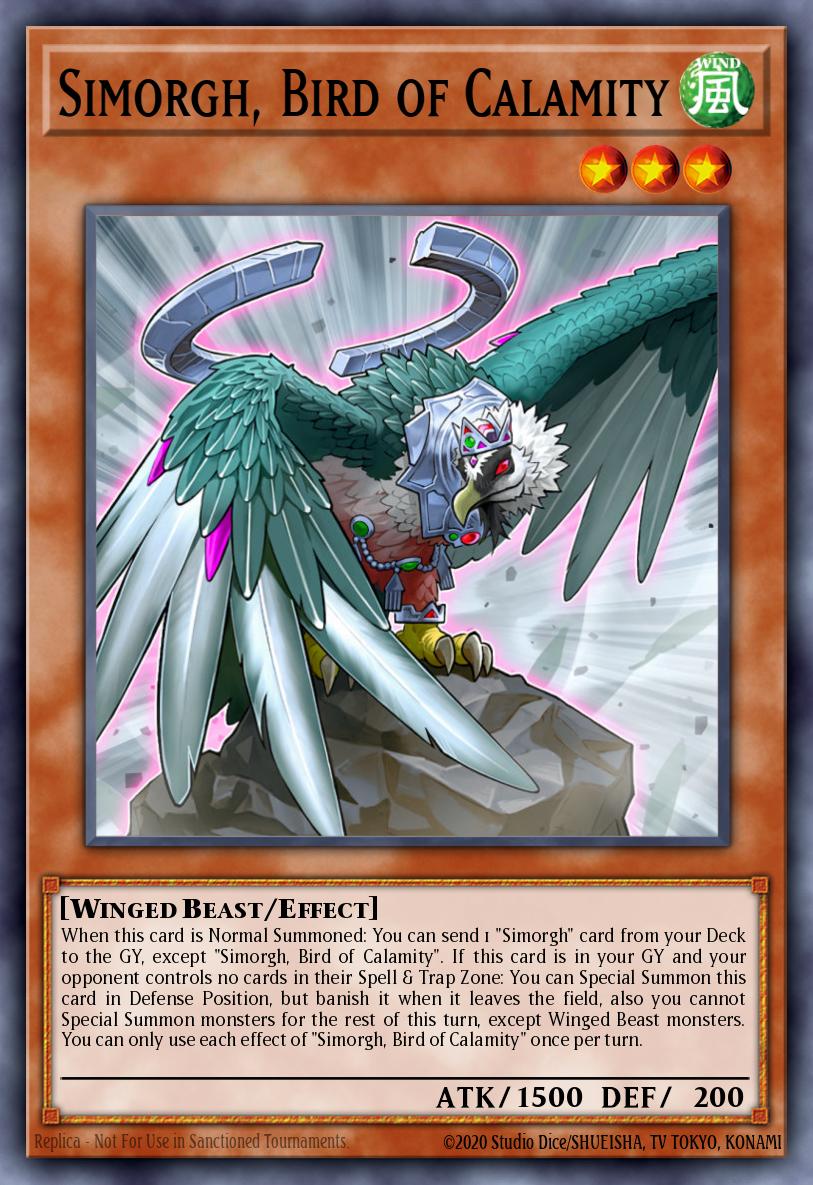 Simorgh, Bird of Calamity
WIND
風
[Winged Beast/Effect]
When this card is Normal Summoned: You can send 1 "Simorgh" card from your Deck
to the GY, except "Simorgh, Bird of Calamity". If this card is in your GY and your
opponent controls no cards in their Spell & Trap Zone: You can Special Summon this
card in Defense Position, but banish it when it leaves the field, also you cannot
Special Summon monsters for the rest of this turn, except Winged Beast monsters.
You can only use each effect of "Simorgh, Bird of Calamity" once per turn.
ATK/1500 DEF/ 200
Replica - Not For Use in Sanctioned Tournaments.
©2020 Studio Dice/SHUEISHA, TV TOKYO, KONAMI